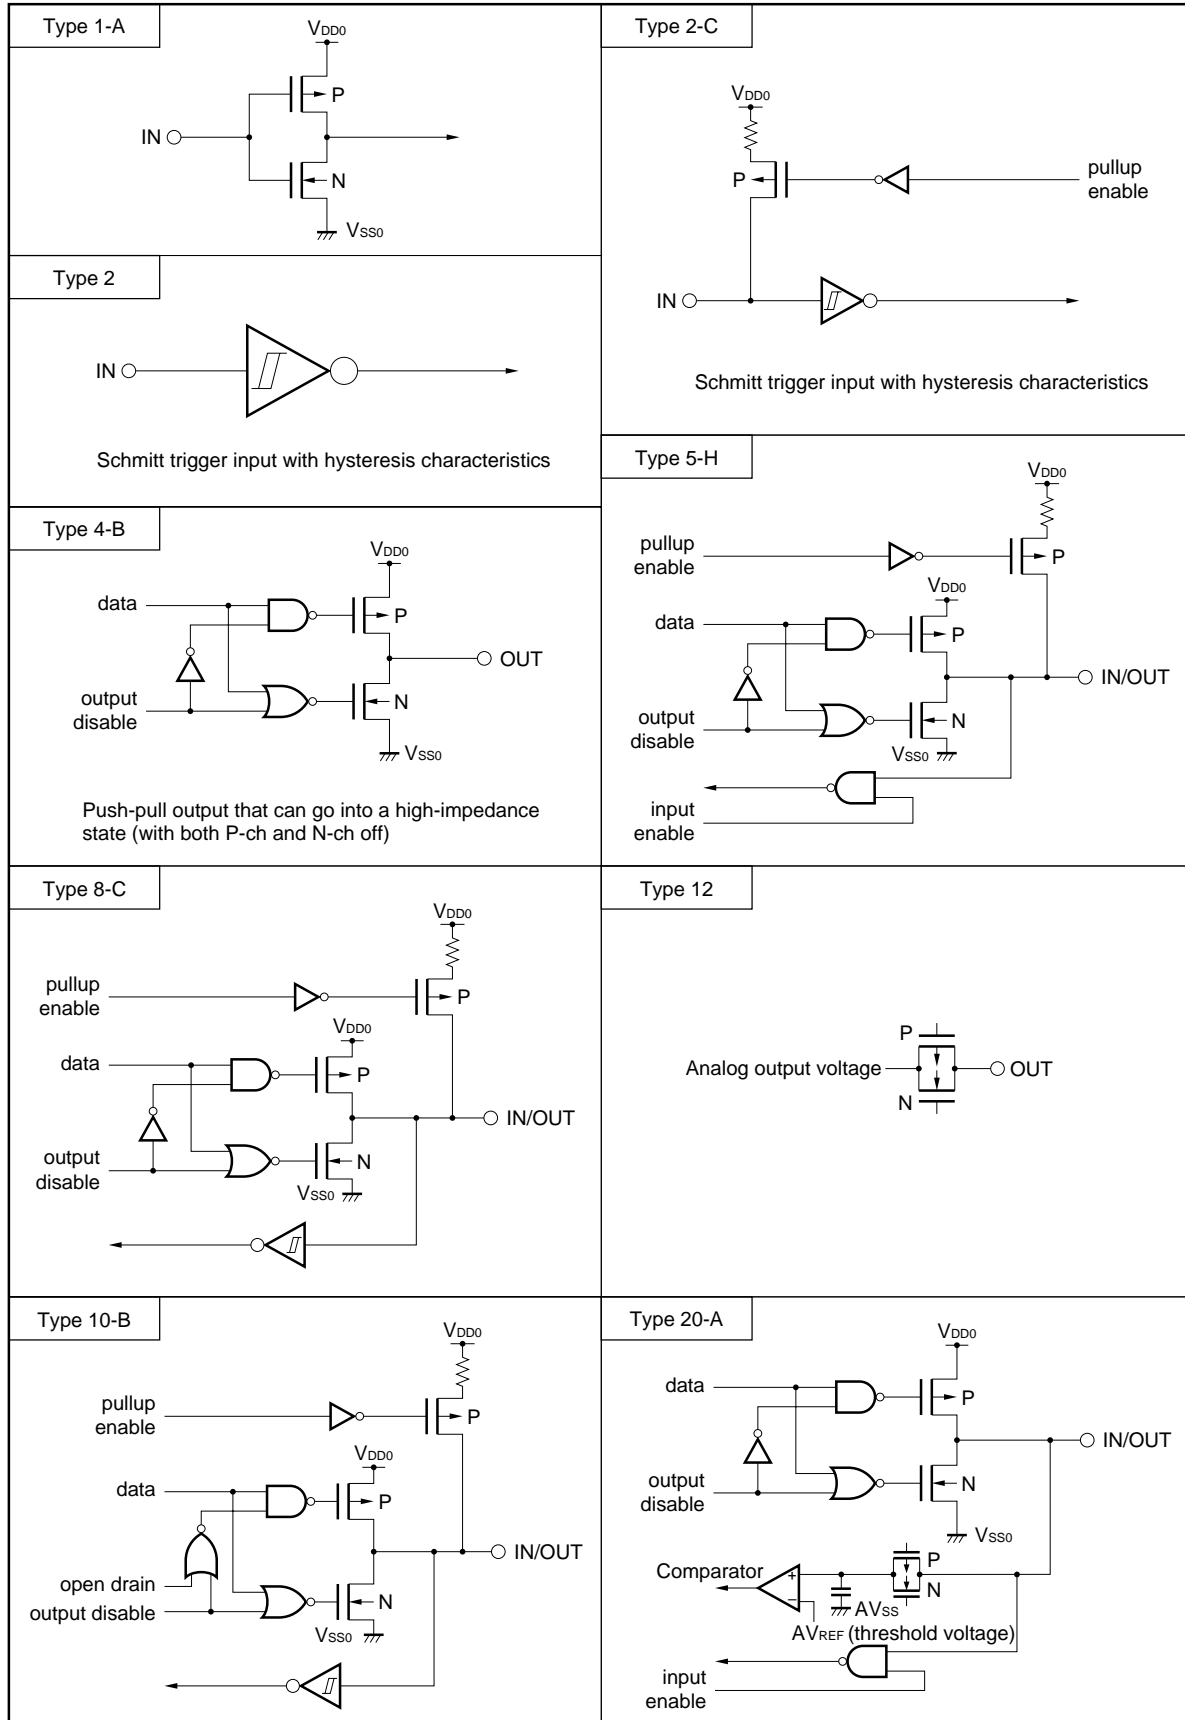 Type 1-A
VDD0
P
IN
N
VSS0
Type 2-C
VDD0
P
pullup
enable
IN
Schmitt trigger input with hysteresis characteristics
Type 2
IN
Schmitt trigger input with hysteresis characteristics
Type 5-H
VDD0
pullup
enable
P
VDD0
data
P
IN/OUT
output
disable
N
VSS0
input
enable
Type 4-B
VDD0
data
P
OUT
output
disable
N
VSS0
Push-pull output that can go into a high-impedance
state (with both P-ch and N-ch off)
Type 8-C
VDD0
pullup
enable
P
VDD0
data
P
IN/OUT
output
disable
N
VSS0
Type 12
P
Analog output voltage
OUT
N
Type 10-B
VDD0
pullup
enable
P
VDD0
data
P
IN/OUT
open drain
output disable
N
VSS0
Type 20-A
VDD0
data
P
IN/OUT
output
disable
N
VSS0
P
Comparator
+
N
–
AVSS
AVREF (threshold voltage)
input
enable